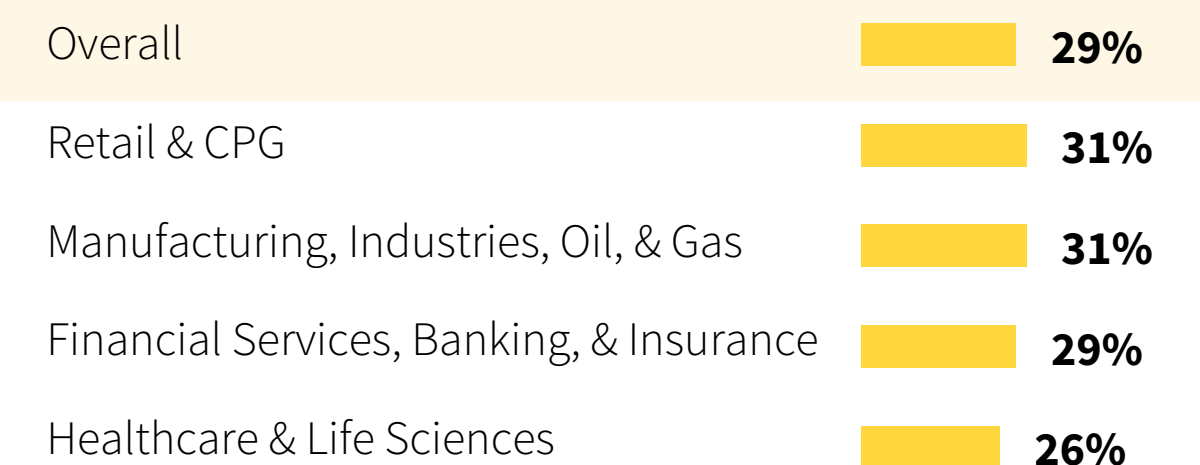 Overall 29%
Retail & CPG 31%
Manufacturing, Industries, Oil, & Gas 31%
Financial Services, Banking, & Insurance 29%
Healthcare & Life Sciences 26%